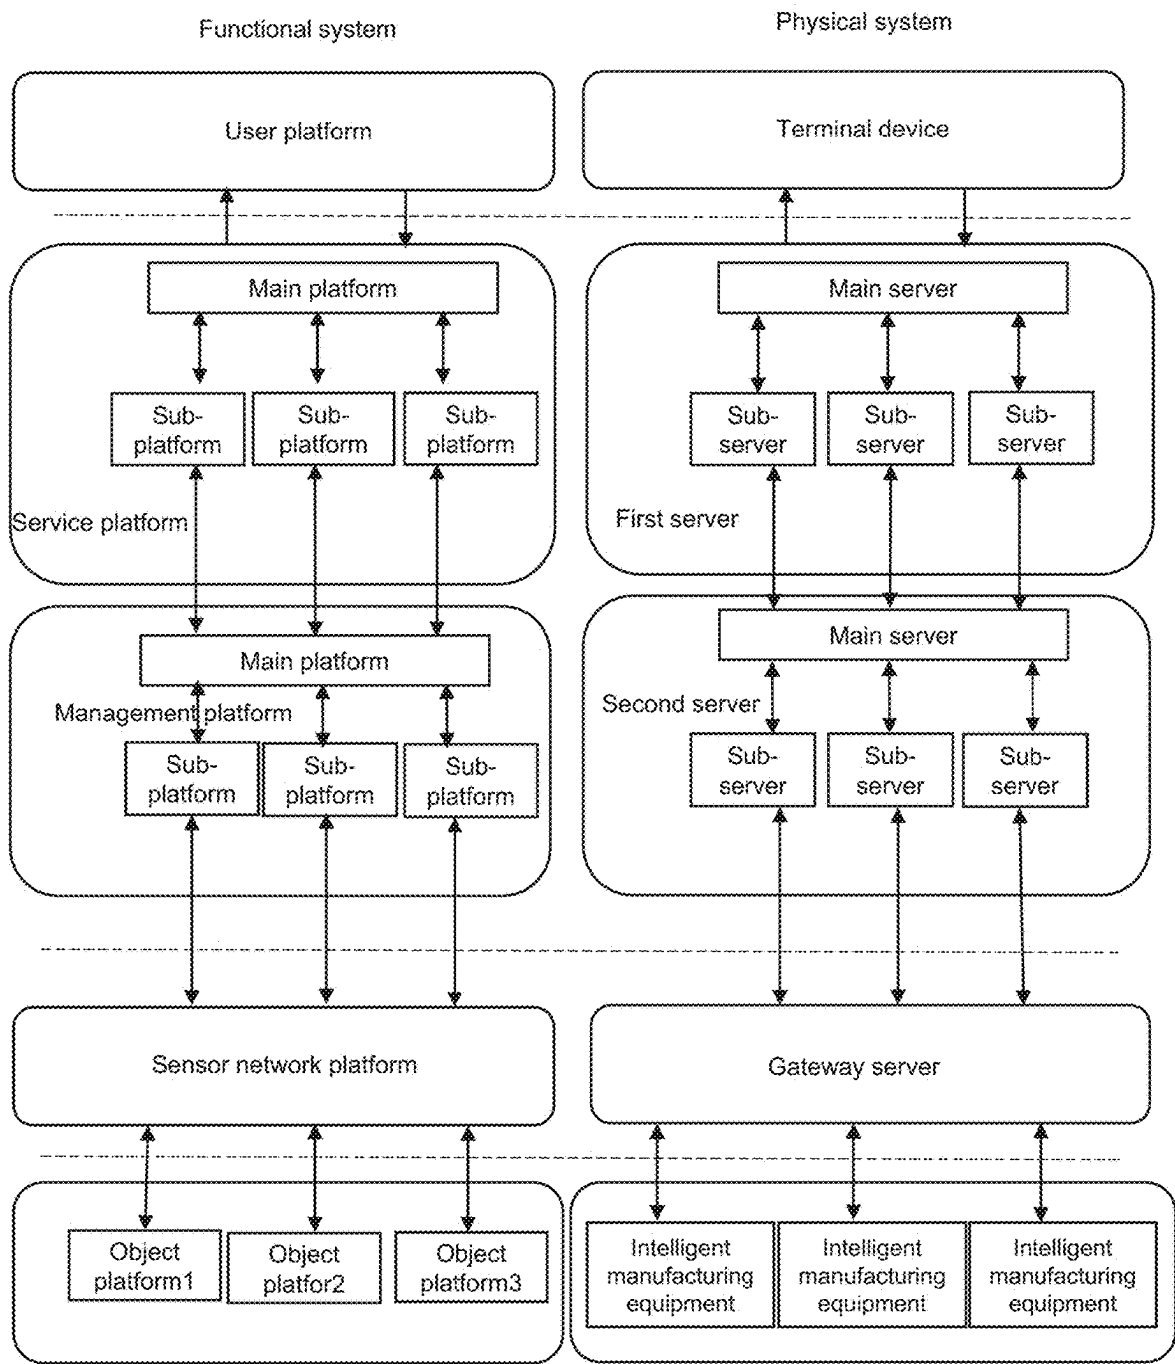 Functional system
Physical system
User platform
Terminal device
Main platform
Main server
Sub-
platform
Sub-
platform
Sub-
platform
Sub-
server
Sub-
server
Sub-
server
Service platform
First server
Main platform
Main server
Management platform
Second server
Sub-
platform
Sub-
platform
Sub-
platform
Sub-
server
Sub-
server
Sub-
server
Sensor network platform
Gateway server
Object
platform1
Object
platfor2
Object
platform3
Intelligent
manufacturing
equipment
Intelligent
manufacturing
equipment
Intelligent
manufacturing
equipment